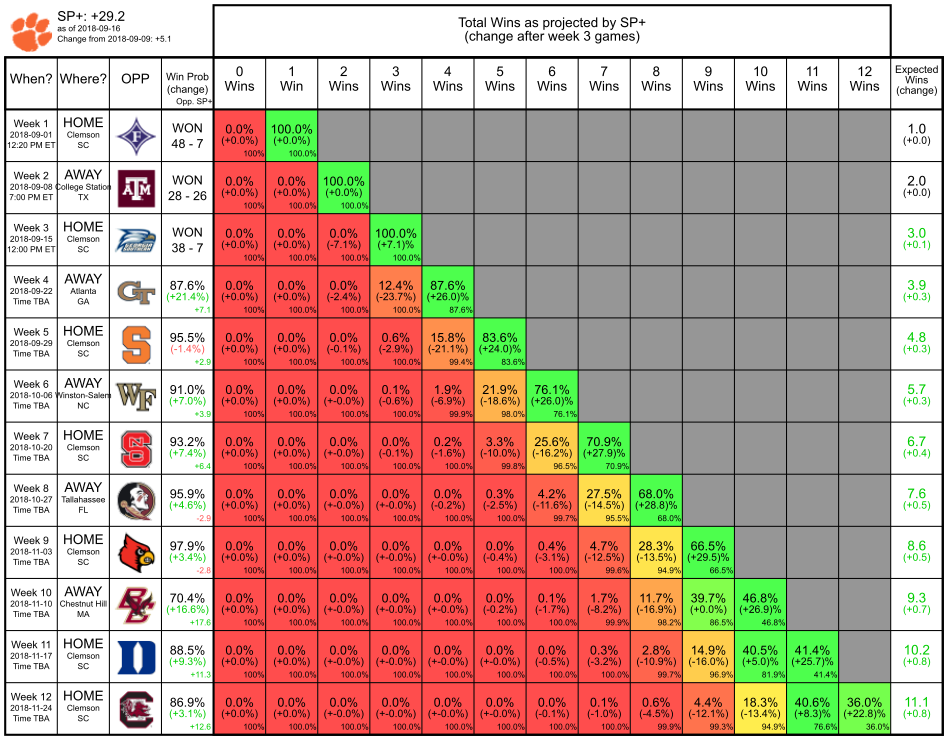 SP+: +29.2
as of 2018-09-16
Change from 2018-09-09: +5.1
Total Wins as projected by SP+
(change after week 3 games)
When? Where? OPP Win Prob (change) Opp. SP+ 0 Wins 1 Win 2 Wins 3 Wins 4 Wins 5 Wins 6 Wins 7 Wins 8 Wins 9 Wins 10 Wins 11 Wins 12 Wins Expected Wins (change)
Week 1 HOME F WON 0.0% 100.0% 1.0
2018-09-01 Clemson (+0.0%) (+0.0%) (+0.0)
12:20 PM ET SC 48 - 7 100% 100.0%
Week 2 AWAY ATM WON 0.0% 0.0% 100.0% 2.0
2018-09-08 College Station (+0.0%) (+0.0%) (+0.0%) (+0.0)
7:00 PM ET TX 28 - 26 100% 100.0% 100.0%
Week 3 HOME GEORGIA SOUTHERN WON 0.0% 0.0% 0.0% 100.0% 3.0
2018-09-15 Clemson (+0.0%) (+0.0%) (-7.1%) (+7.1)% (+0.1)
12:00 PM ET SC 38 - 7 100% 100.0% 100.0% 100.0%
Week 4 AWAY GT 87.6% 0.0% 0.0% 0.0% 12.4% 87.6% 3.9
2018-09-22 Atlanta (+21.4%) (+0.0%) (+0.0%) (-2.4%) (-23.7%) (+26.0)% (+0.3)
Time TBA GA +7.1 100% 100.0% 100.0% 100.0% 87.6%
Week 5 HOME S 95.5% 0.0% 0.0% 0.0% 0.6% 15.8% 83.6% 4.8
2018-09-29 Clemson (-1.4%) (+0.0%) (+0.0%) (-0.1%) (-2.9%) (-21.1%) (+24.0)% (+0.3)
Time TBA SC +2.9 100% 100.0% 100.0% 100.0% 99.4% 83.6%
Week 6 AWAY WF 91.0% 0.0% 0.0% 0.0% 0.1% 1.9% 21.9% 76.1% 5.7
2018-10-06 Winston-Salem (+7.0%) (+0.0%) (+0.0%) (+-0.0%) (-0.6%) (-6.9%) (-18.6%) (+26.0)% (+0.3)
Time TBA NC +3.9 100% 100.0% 100.0% 100.0% 99.9% 98.0% 76.1%
Week 7 HOME S 93.2% 0.0% 0.0% 0.0% 0.0% 0.2% 3.3% 25.6% 70.9% 6.7
2018-10-20 Clemson (+7.4%) (+0.0%) (+0.0%) (+-0.0%) (-0.1%) (-1.6%) (-10.0%) (-16.2%) (+27.9)% (+0.4)
Time TBA SC +6.4 100% 100.0% 100.0% 100.0% 100.0% 99.8% 96.5% 70.9%
Week 8 AWAY 95.9% 0.0% 0.0% 0.0% 0.0% 0.0% 0.3% 4.2% 27.5% 68.0% 7.6
2018-10-27 Tallahassee (+4.6%) (+0.0%) (+0.0%) (+-0.0%) (+-0.0%) (-0.2%) (-2.5%) (-11.6%) (-14.5%) (+28.8)% (+0.5)
Time TBA FL -2.9 100% 100.0% 100.0% 100.0% 100.0% 100.0% 99.7% 95.5% 68.0%
Week 9 HOME 97.9% 0.0% 0.0% 0.0% 0.0% 0.0% 0.0% 0.4% 4.7% 28.3% 66.5% 8.6
2018-11-03 Clemson (+3.4%) (+0.0%) (+0.0%) (+-0.0%) (+-0.0%) (+-0.0%) (-0.4%) (-3.1%) (-12.5%) (-13.5%) (+29.5)% (+0.5)
Time TBA SC -2.8 100% 100.0% 100.0% 100.0% 100.0% 100.0% 100.0% 99.6% 94.9% 66.5%
Week 10 AWAY BC 70.4% 0.0% 0.0% 0.0% 0.0% 0.0% 0.0% 0.1% 1.7% 11.7% 39.7% 46.8% 9.3
2018-11-10 Chestnut Hill (+16.6%) (+0.0%) (+0.0%) (+0.0%) (+-0.0%) (+-0.0%) (-0.2%) (-1.7%) (-8.2%) (-16.9%) (+0.0%) (+26.9)% (+0.7)
Time TBA MA +17.6 100% 100.0% 100.0% 100.0% 100.0% 100.0% 100.0% 99.9% 98.2% 86.5% 46.8%
Week 11 HOME D 88.5% 0.0% 0.0% 0.0% 0.0% 0.0% 0.0% 0.0% 0.3% 2.8% 14.9% 40.5% 41.4% 10.2
2018-11-17 Clemson (+9.3%) (+0.0%) (+0.0%) (+0.0%) (+-0.0%) (+-0.0%) (+-0.0%) (-0.5%) (-3.2%) (-10.9%) (-16.0%) (+5.0)% (+25.7)% (+0.8)
Time TBA SC +11.3 100% 100.0% 100.0% 100.0% 100.0% 100.0% 100.0% 100.0% 99.7% 96.9% 81.9% 41.4%
Week 12 HOME C 86.9% 0.0% 0.0% 0.0% 0.0% 0.0% 0.0% 0.0% 0.1% 0.6% 4.4% 18.3% 40.6% 36.0% 11.1
2018-11-24 Clemson (+3.1%) (+0.0%) (+0.0%) (+0.0%) (+-0.0%) (+-0.0%) (+-0.0%) (-0.1%) (-1.0%) (-4.5%) (-12.1%) (-13.4%) (+8.3)% (+22.8)% (+0.8)
Time TBA SC +12.6 100% 100.0% 100.0% 100.0% 100.0% 100.0% 100.0% 100.0% 99.9% 99.3% 94.9% 76.6% 36.0%